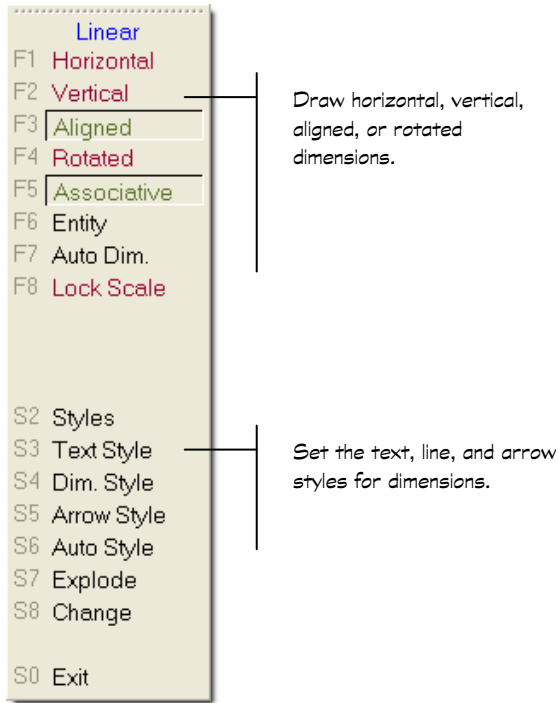 Linear
F1 Horizontal
F2 Vertical
F3 Aligned
F4 Rotated
F5 Associative
F6 Entity
F7 Auto Dim.
F8 Lock Scale
S2 Styles
S3 Text Style
S4 Dim. Style
S5 Arrow Style
S6 Auto Style
S7 Explode
S8 Change
S0 Exit
Draw horizontal, vertical,
aligned, or rotated
dimensions.
Set the text, line, and arrow
styles for dimensions.